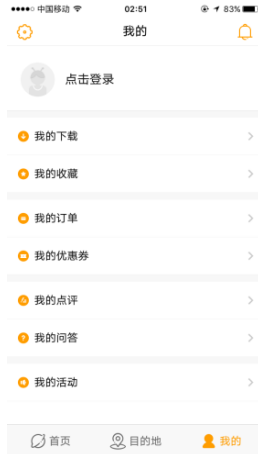 中国移动 02:51 83%
我的
点击登录
我的下载
我的收藏
我的订单
我的优惠券
我的点评
我的问答
我的活动
首页 目的地 我的